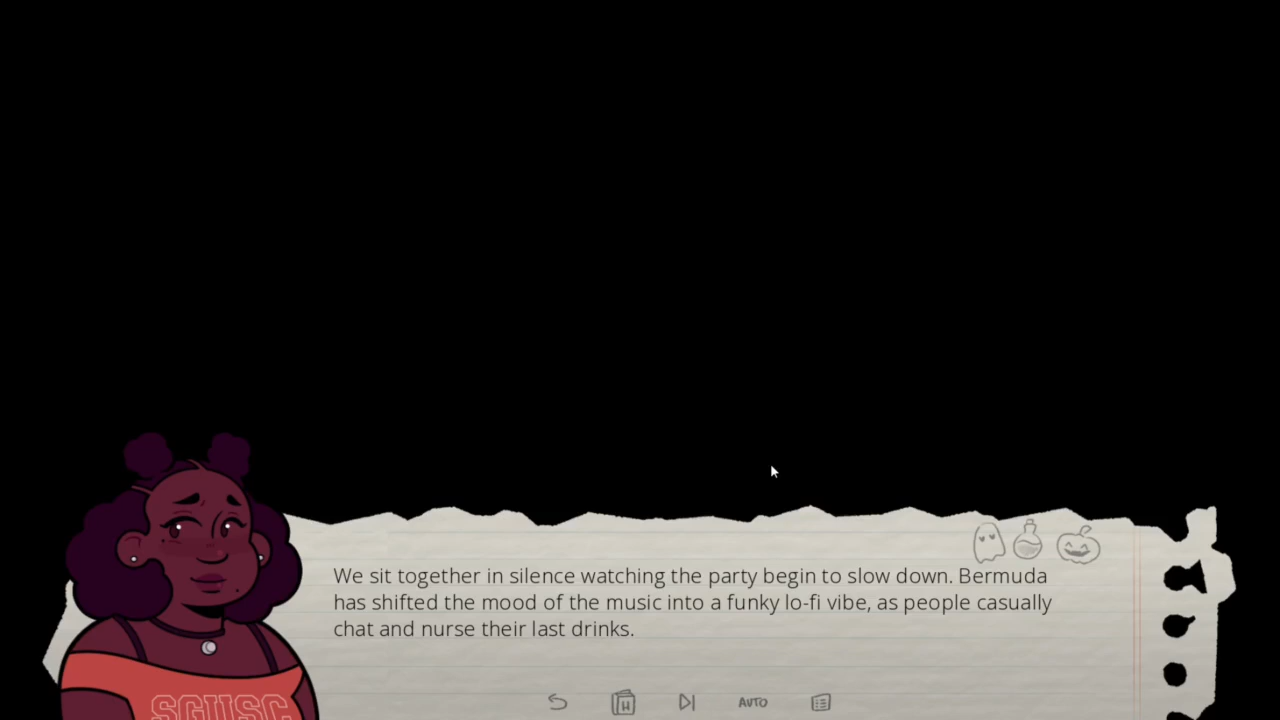 We sit together in silence watching the party begin to slow down. Bermuda
has shifted the mood of the music into a funky lo-fi vibe, as people casually
chat and nurse their last drinks.
SGUSC
H
AUTO